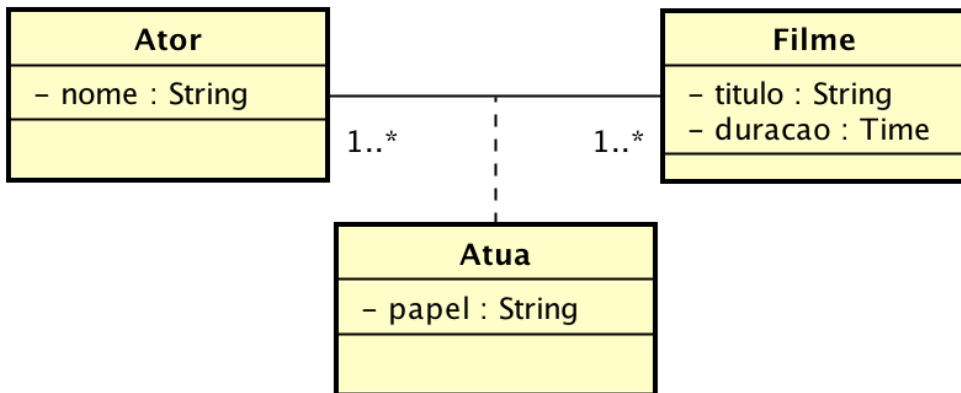 Ator
– nome : String
Filme
– titulo : String
– duracao : Time
1..*
1..*
Atua
– papel : String